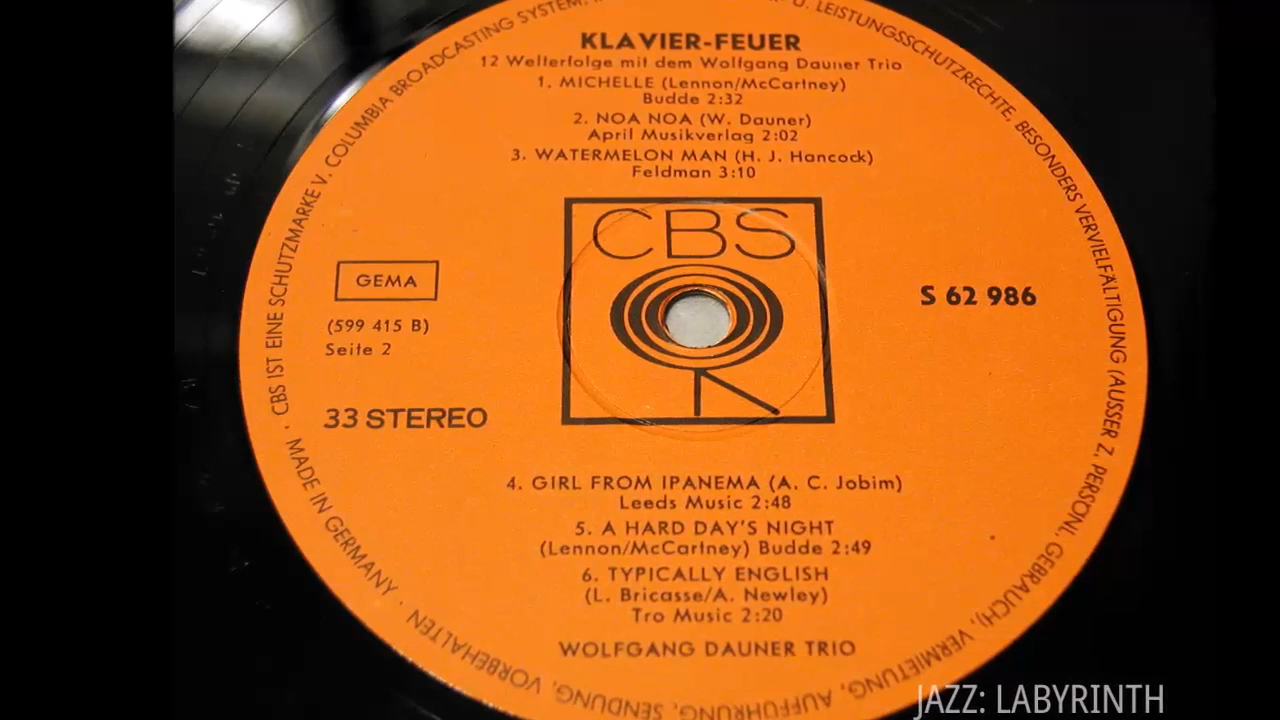 KLAVIER-FEUER
12 Welterfolge mit dem Wolfgang Dauner Trio
1. MICHELLE (Lennon/McCartney)
Budde 2:32
2. NOA NOA (W. Dauner)
April Musikverlag 2:02
3. WATERMELON MAN (H. J. Hancock)
Feldman 3:10
CBS
GEMA
(599 415 B)
Seite 2
33 STEREO
S 62 986
4. GIRL FROM IPANEMA (A. C. Jobim)
Leeds Music 2:48
5. A HARD DAY'S NIGHT
(Lennon/McCartney) Budde 2:49
6. TYPICALLY ENGLISH
(L. Bricasse/A. Newley)
Tro Music 2:20
WOLFGANG DAUNER TRIO
MADE IN GERMANY · CBS IST EINE SCHUTZMARKE V. COLUMBIA BROADCASTING SYSTEM,
U. LEISTUNGSSCHUTZRECHTE, BESONDERS VERVIELFÄLTIGUNG (AUSSER Z. PERSÖNL. GEBRAUCH), VERMIETUNG, AUFFÜHRUNG, SENDUNG, VORBEHALTEN ·
JAZZ: LABYRINTH